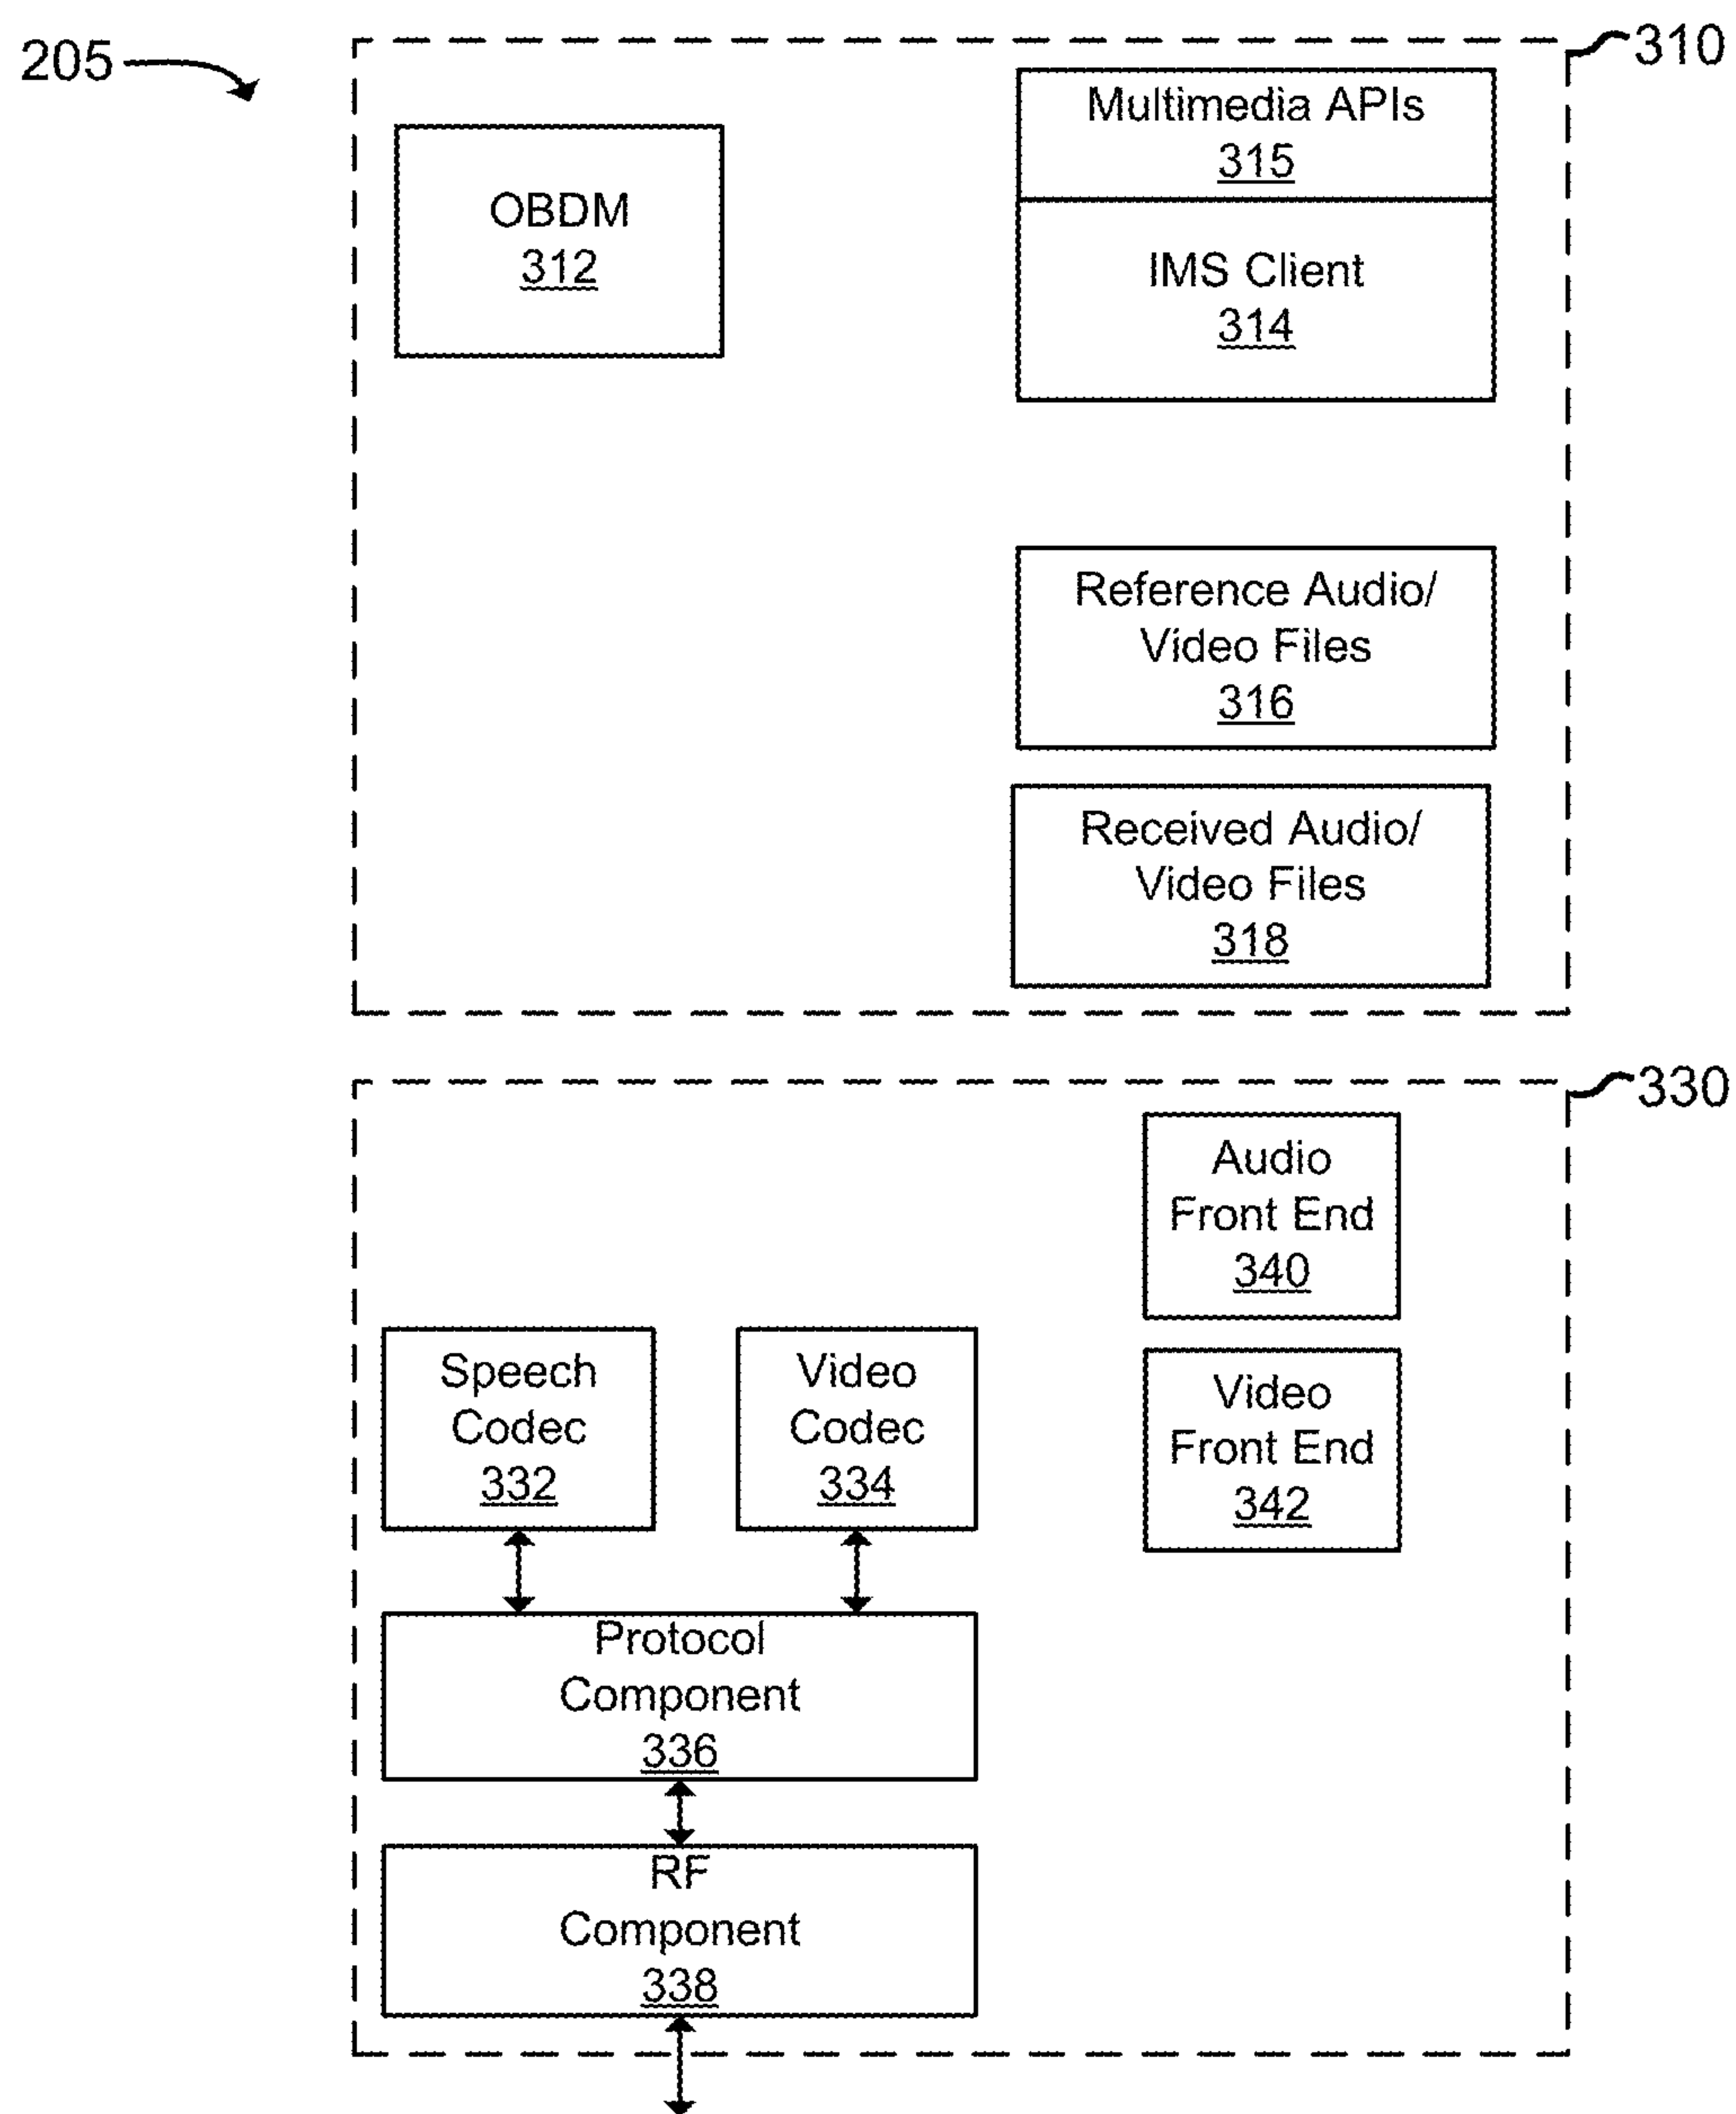 205
310
Multimedia APIs
315
OBDM
312
IMS Client
314
Reference Audio/
Video Files
316
Received Audio/
Video Files
318
330
Audio
Front End
340
Speech
Codec
332
Video
Codec
334
Video
Front End
342
Protocol
Component
336
RF
Component
338